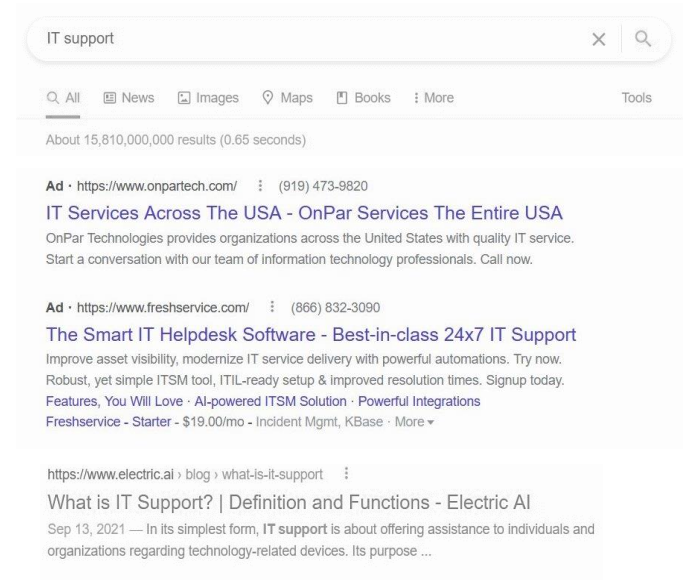 IT support
All News Images Maps Books More Tools
About 15,810,000,000 results (0.65 seconds)
Ad · https://www.onpartech.com/ (919) 473-9820
IT Services Across The USA - OnPar Services The Entire USA
OnPar Technologies provides organizations across the United States with quality IT service.
Start a conversation with our team of information technology professionals. Call now.
Ad · https://www.freshservice.com/ (866) 832-3090
The Smart IT Helpdesk Software - Best-in-class 24x7 IT Support
Improve asset visibility, modernize IT service delivery with powerful automations. Try now.
Robust, yet simple ITSM tool, ITIL-ready setup & improved resolution times. Signup today.
Features, You Will Love · AI-powered ITSM Solution · Powerful Integrations
Freshservice - Starter - $19.00/mo - Incident Mgmt, KBase · More
https://www.electric.ai › blog › what-is-it-support
What is IT Support? | Definition and Functions - Electric AI
Sep 13, 2021 — In its simplest form, IT support is about offering assistance to individuals and
organizations regarding technology-related devices. Its purpose ...